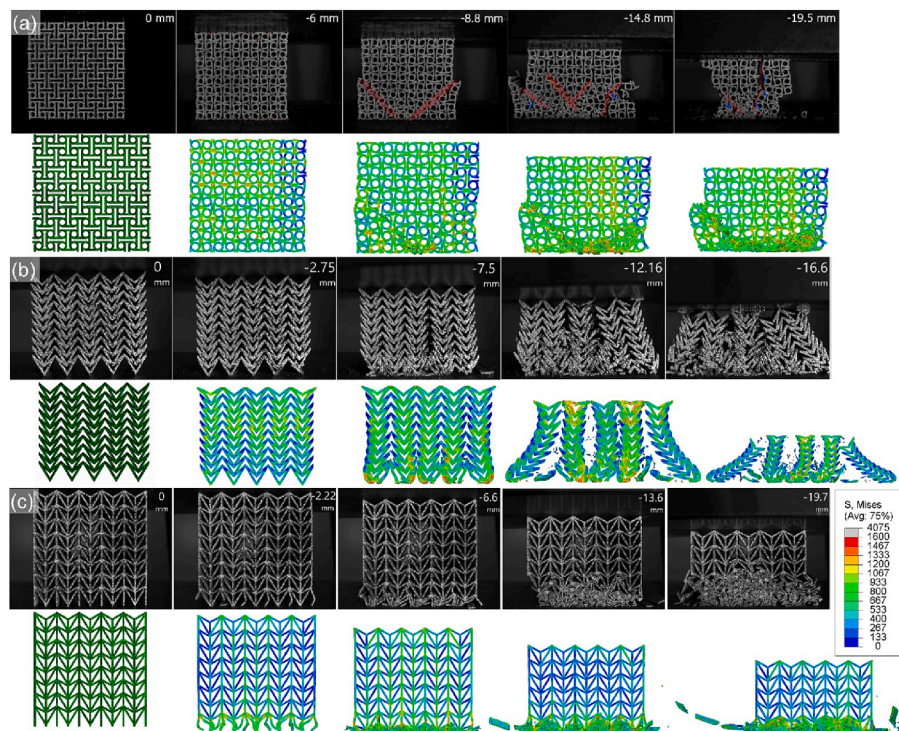 (a)
0 mm
-6 mm
-8.8 mm
-14.8 mm
-19.5 mm
(b)
0
mm
-2.75
mm
-7.5
mm
-12.16
mm
-16.6
mm
(c)
0
mm
-2.22
mm
-6.6
mm
-13.6
mm
-19.7
mm
S, Mises
(Avg: 75%)
4075
1600
1467
1333
1200
1067
933
800
667
533
400
267
133
0